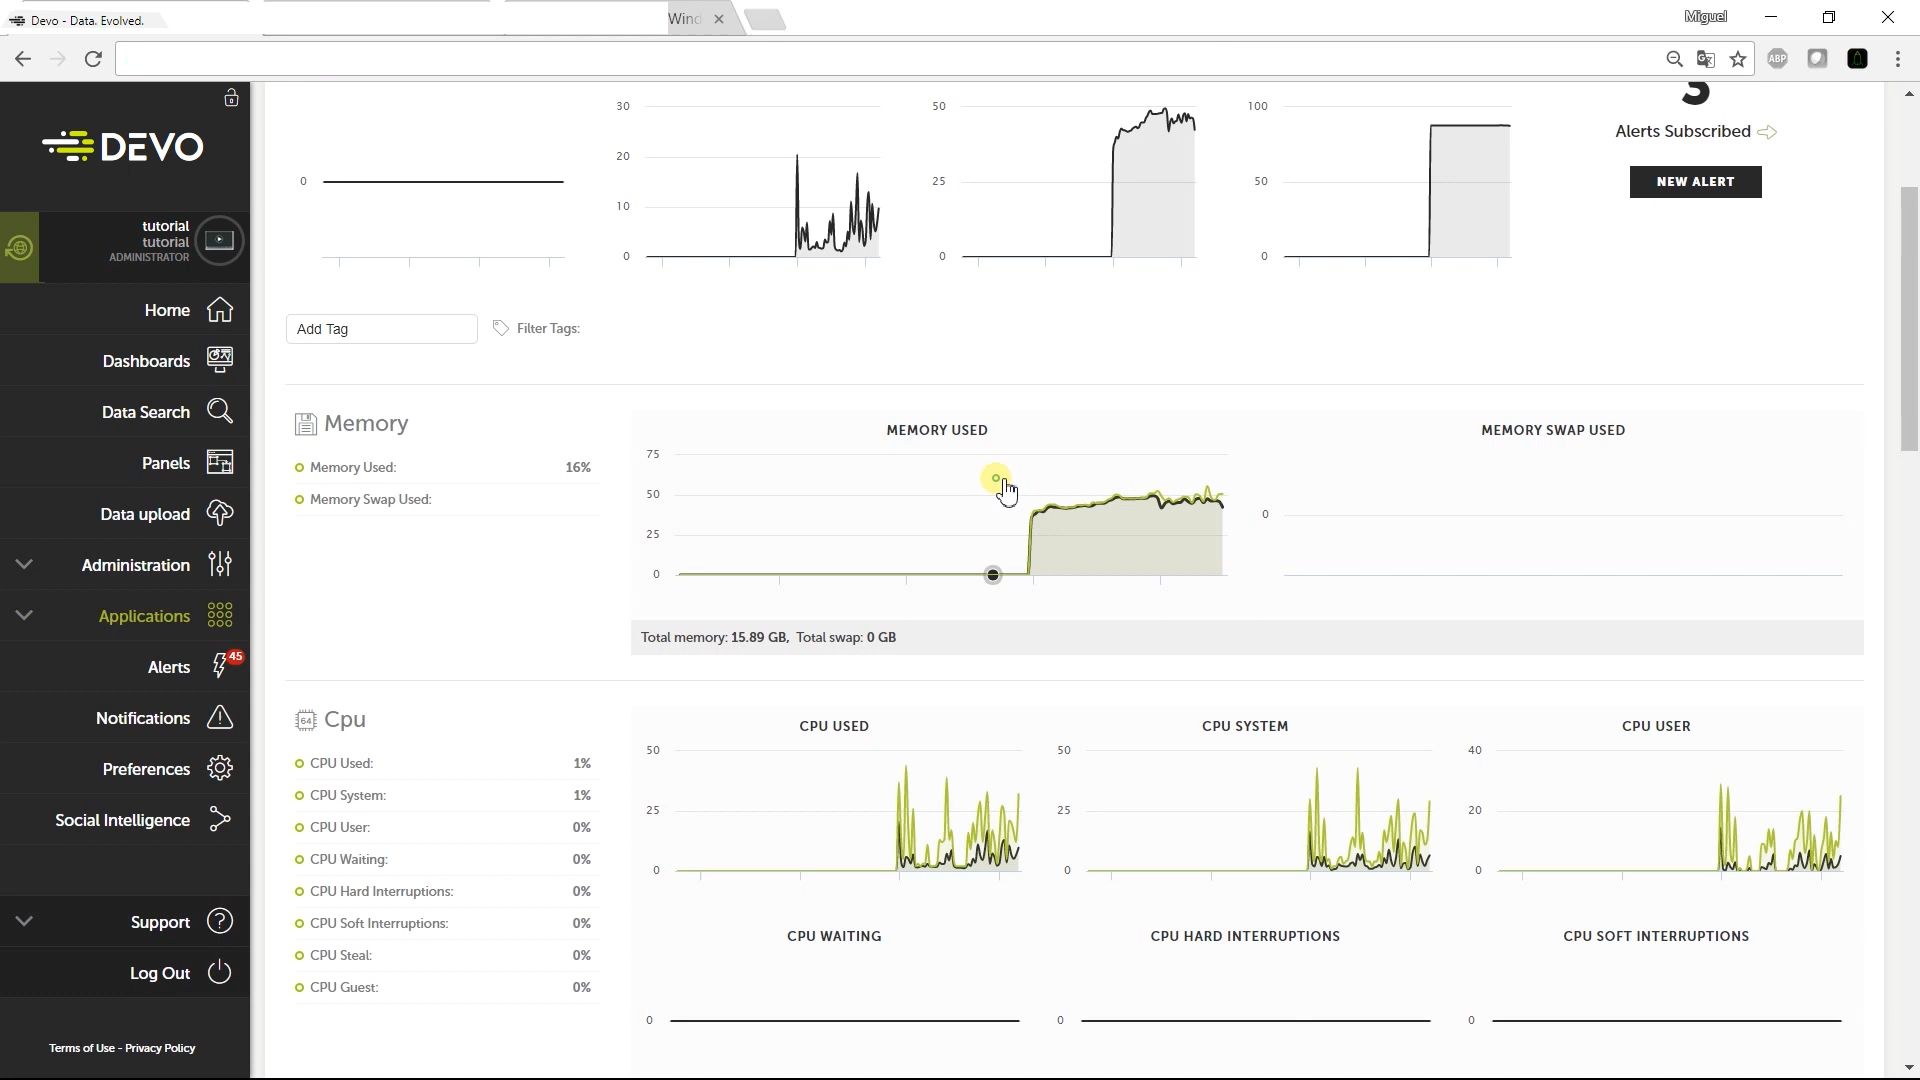 Devo - Data. Evolved.
Wind
Miguel
ABP
DEVO
tutorial
tutorial
ADMINISTRATOR
Home
Dashboards
Data Search
Panels
Data upload
Administration
Applications
Alerts
45
Notifications
Preferences
Social Intelligence
Support
Log Out
Terms of Use - Privacy Policy
0
30
20
10
0
50
25
0
100
50
0
Alerts Subscribed
NEW ALERT
Add Tag
Filter Tags:
Memory
Memory Used: 16%
Memory Swap Used:
MEMORY USED
75
50
25
0
MEMORY SWAP USED
0
Total memory: 15.89 GB, Total swap: 0 GB
64
Cpu
CPU Used: 1%
CPU System: 1%
CPU User: 0%
CPU Waiting: 0%
CPU Hard Interruptions: 0%
CPU Soft Interruptions: 0%
CPU Steal: 0%
CPU Guest: 0%
CPU USED
50
25
0
CPU SYSTEM
50
25
0
CPU USER
40
20
0
CPU WAITING
0
CPU HARD INTERRUPTIONS
0
CPU SOFT INTERRUPTIONS
0